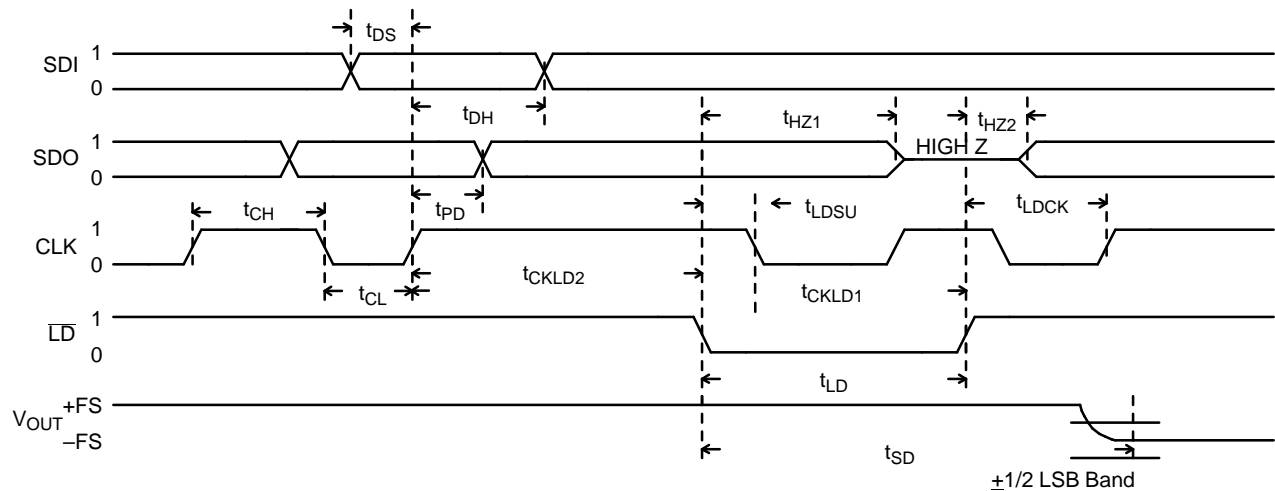 tDS
SDI 1
0
tDH
tHZ1
tHZ2
SDO 1
0
HIGH Z
tCH
tPD
tLDSU
tLDCK
CLK 1
0
tCL
tCKLD2
tCKLD1
LD 1
0
tLD
VOUT +FS
–FS
tSD
±1/2 LSB Band